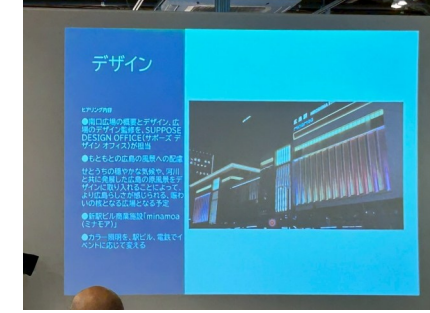 デザイン
ヒアリング内容
●南口広場の概要とデザイン、広
場のデザイン監修を、SUPPOSE
DESIGN OFFICE(サポーズ デ
ザイン オフィス)が担当
●もともとの広島の風景への配慮
せとうちの穏やかな気候や、河川
と共に発展した広島の原風景をデ
ザインに取り入れることによって、
より広島らしさが感じられる、賑わ
いの核となる広場となる予定
●新駅ビル商業施設「minamoa
(ミナモア)」
●カラー照明を、駅ビル、電鉄でイ
ベントに応じて変える
minamoa